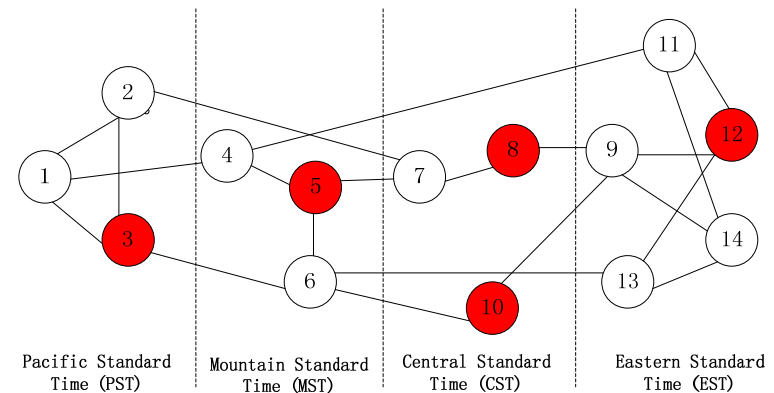 11
2
12
8
9
4
7
1
5
3
14
6
13
10
Pacific Standard
Time (PST)
Mountain Standard
Time (MST)
Central Standard
Time (CST)
Eastern Standard
Time (EST)